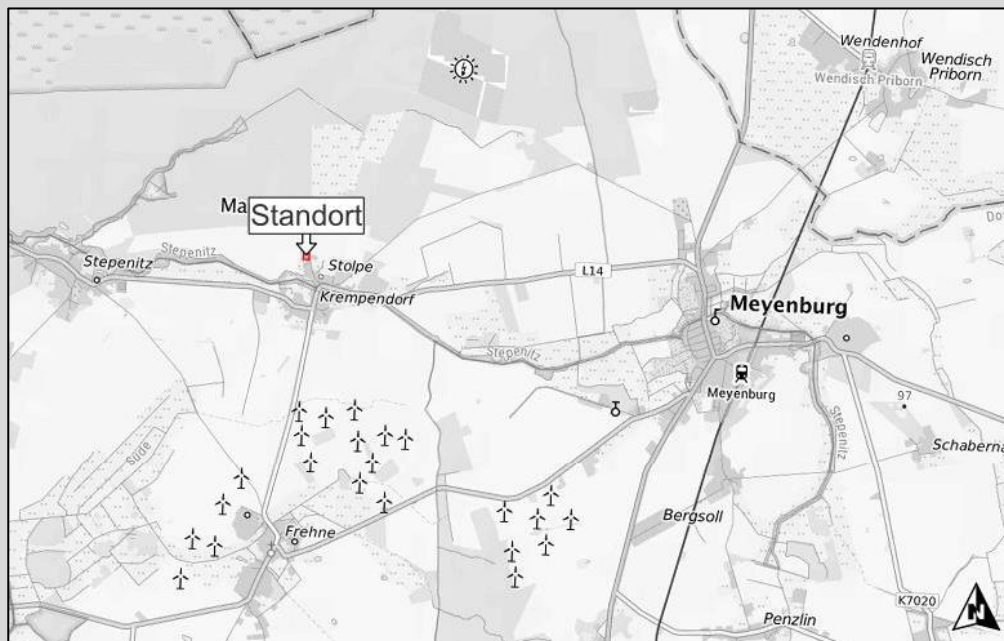 Wendenhof
Wendisch
Priborn
Wendisch Priborn
Ma
Standort
Stepenitz
Stepenitz
Stolpe
Krempendorf
L14
Meyenburg
Stepenitz
Meyenburg
97
Stepenitz
Schaberna
Süde
Frehne
Bergsoll
K7020
Penzlin
N